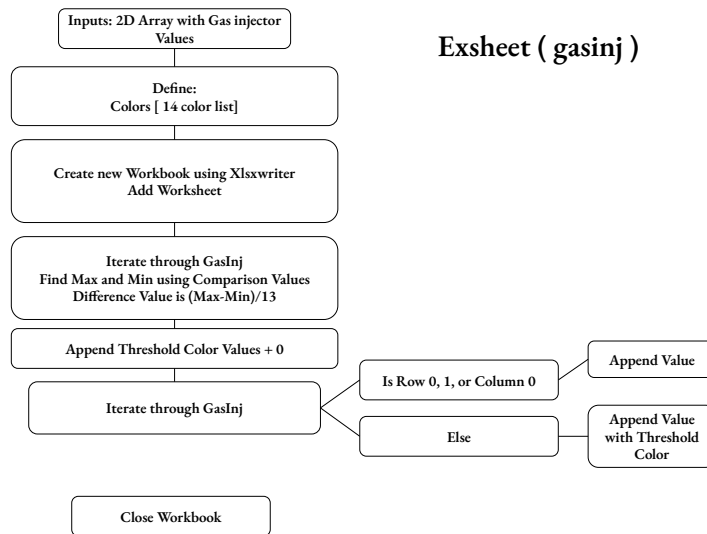 Inputs: 2D Array with Gas injector
Values
Exsheet ( gasinj )
Define:
Colors [ 14 color list]
Create new Workbook using Xlsxwriter
Add Worksheet
Iterate through GasInj
Find Max and Min using Comparison Values
Difference Value is (Max-Min)/13
Append Threshold Color Values + 0
Iterate through GasInj
Is Row 0, 1, or Column 0
Append Value
Else
Append Value
with Threshold
Color
Close Workbook